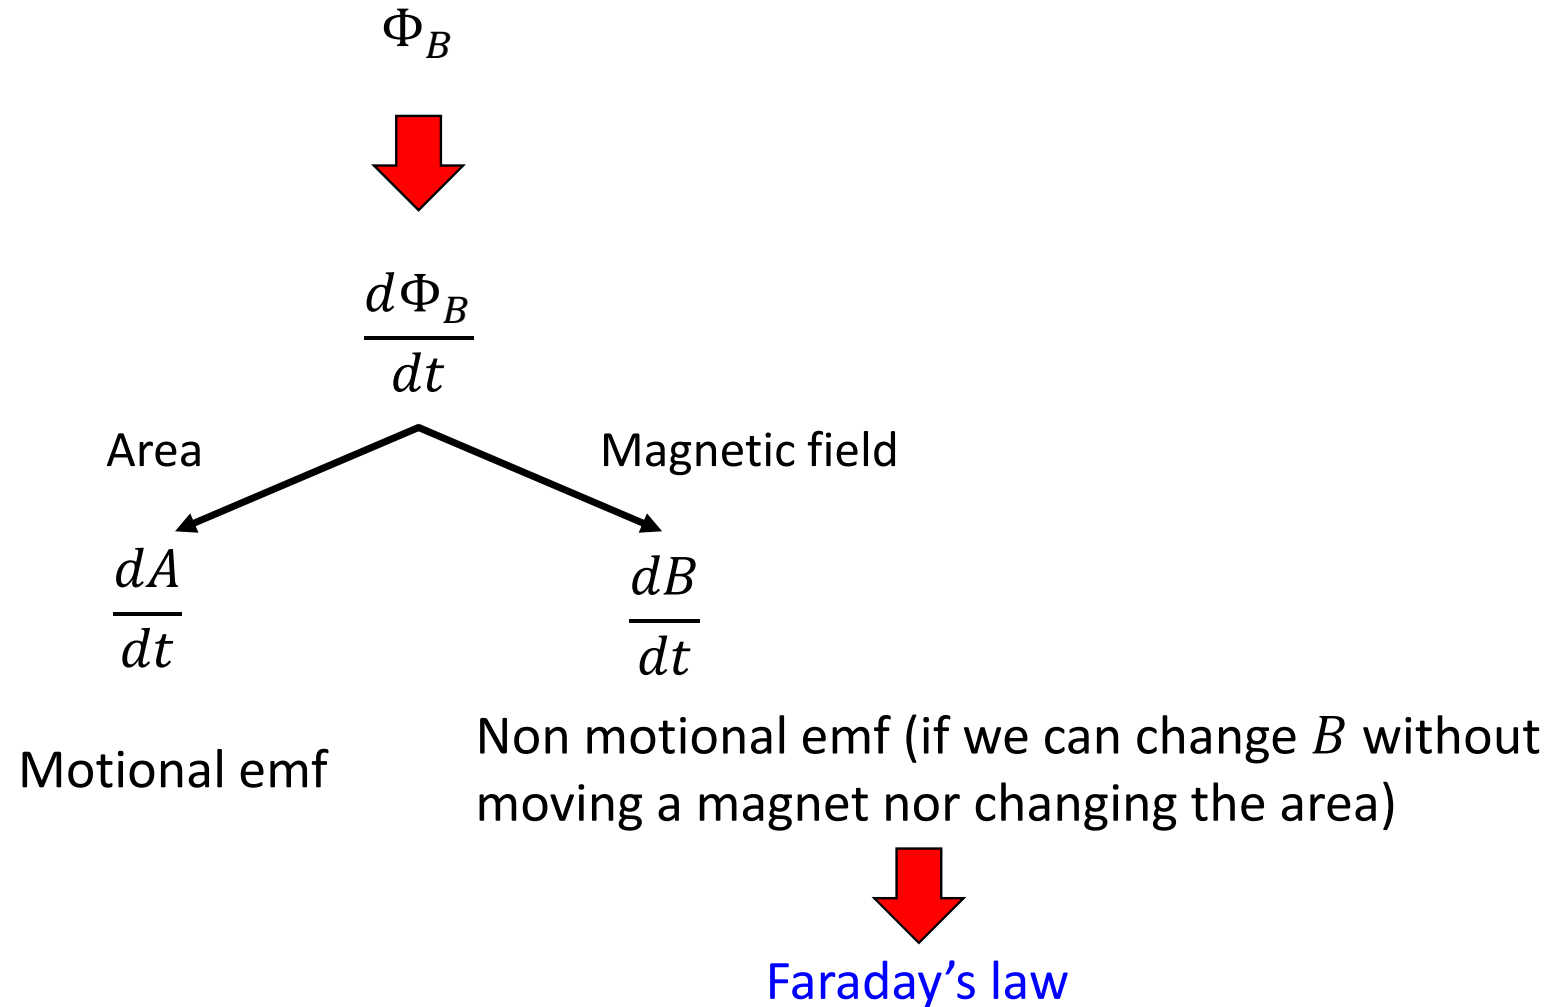 Φ_B
dΦ_B
dt
Area
Magnetic field
dA
dt
dB
dt
Motional emf
Non motional emf (if we can change B without
moving a magnet nor changing the area)
Faraday’s law